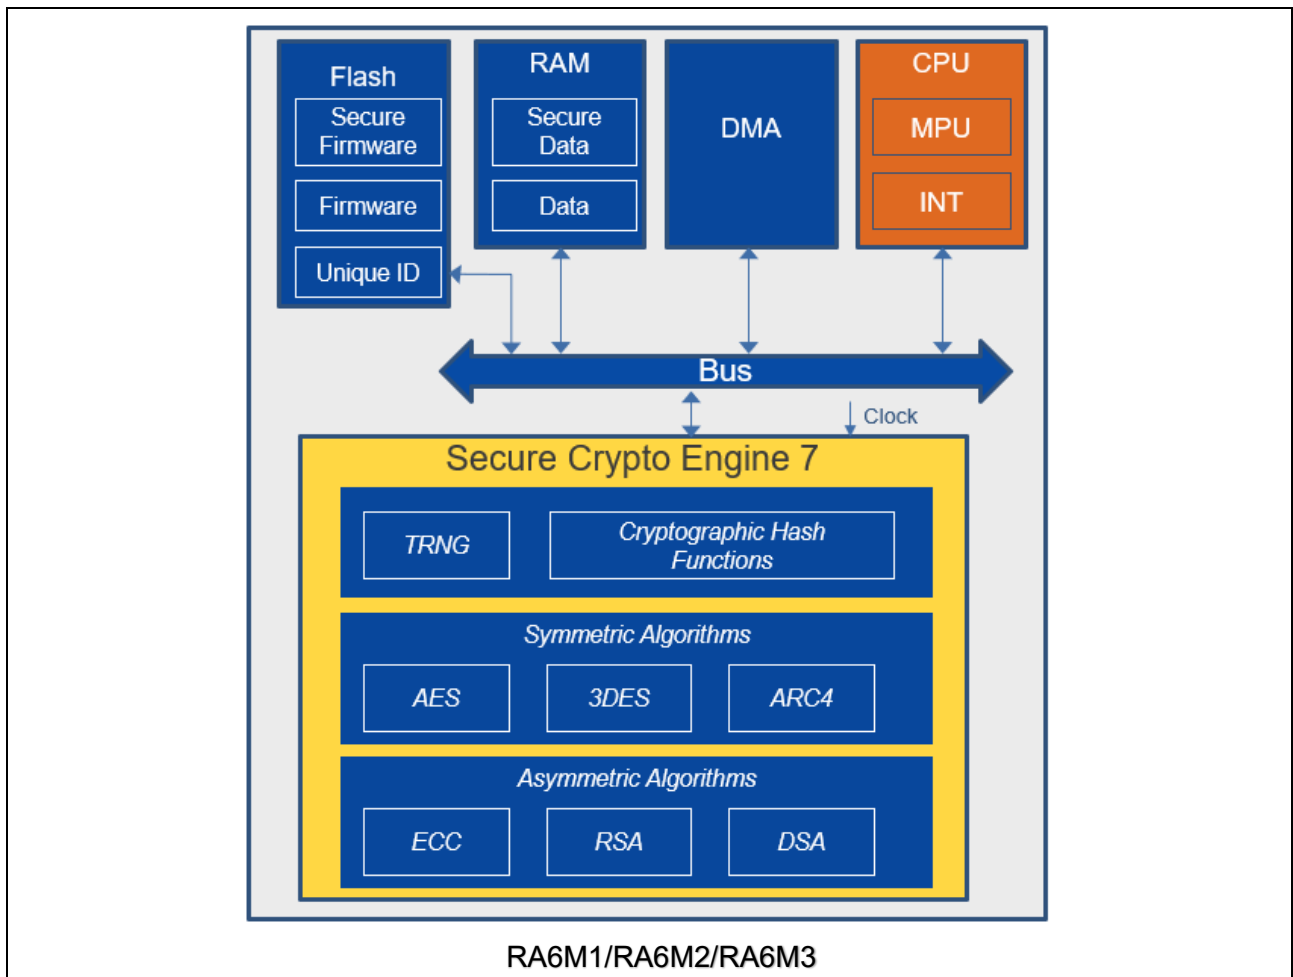 Flash
Secure
Firmware
Firmware
Unique ID
RAM
Secure
Data
Data
DMA
CPU
MPU
INT
Bus
Clock
Secure Crypto Engine 7
TRNG
Cryptographic Hash
Functions
Symmetric Algorithms
AES
3DES
ARC4
Asymmetric Algorithms
ECC
RSA
DSA
RA6M1/RA6M2/RA6M3